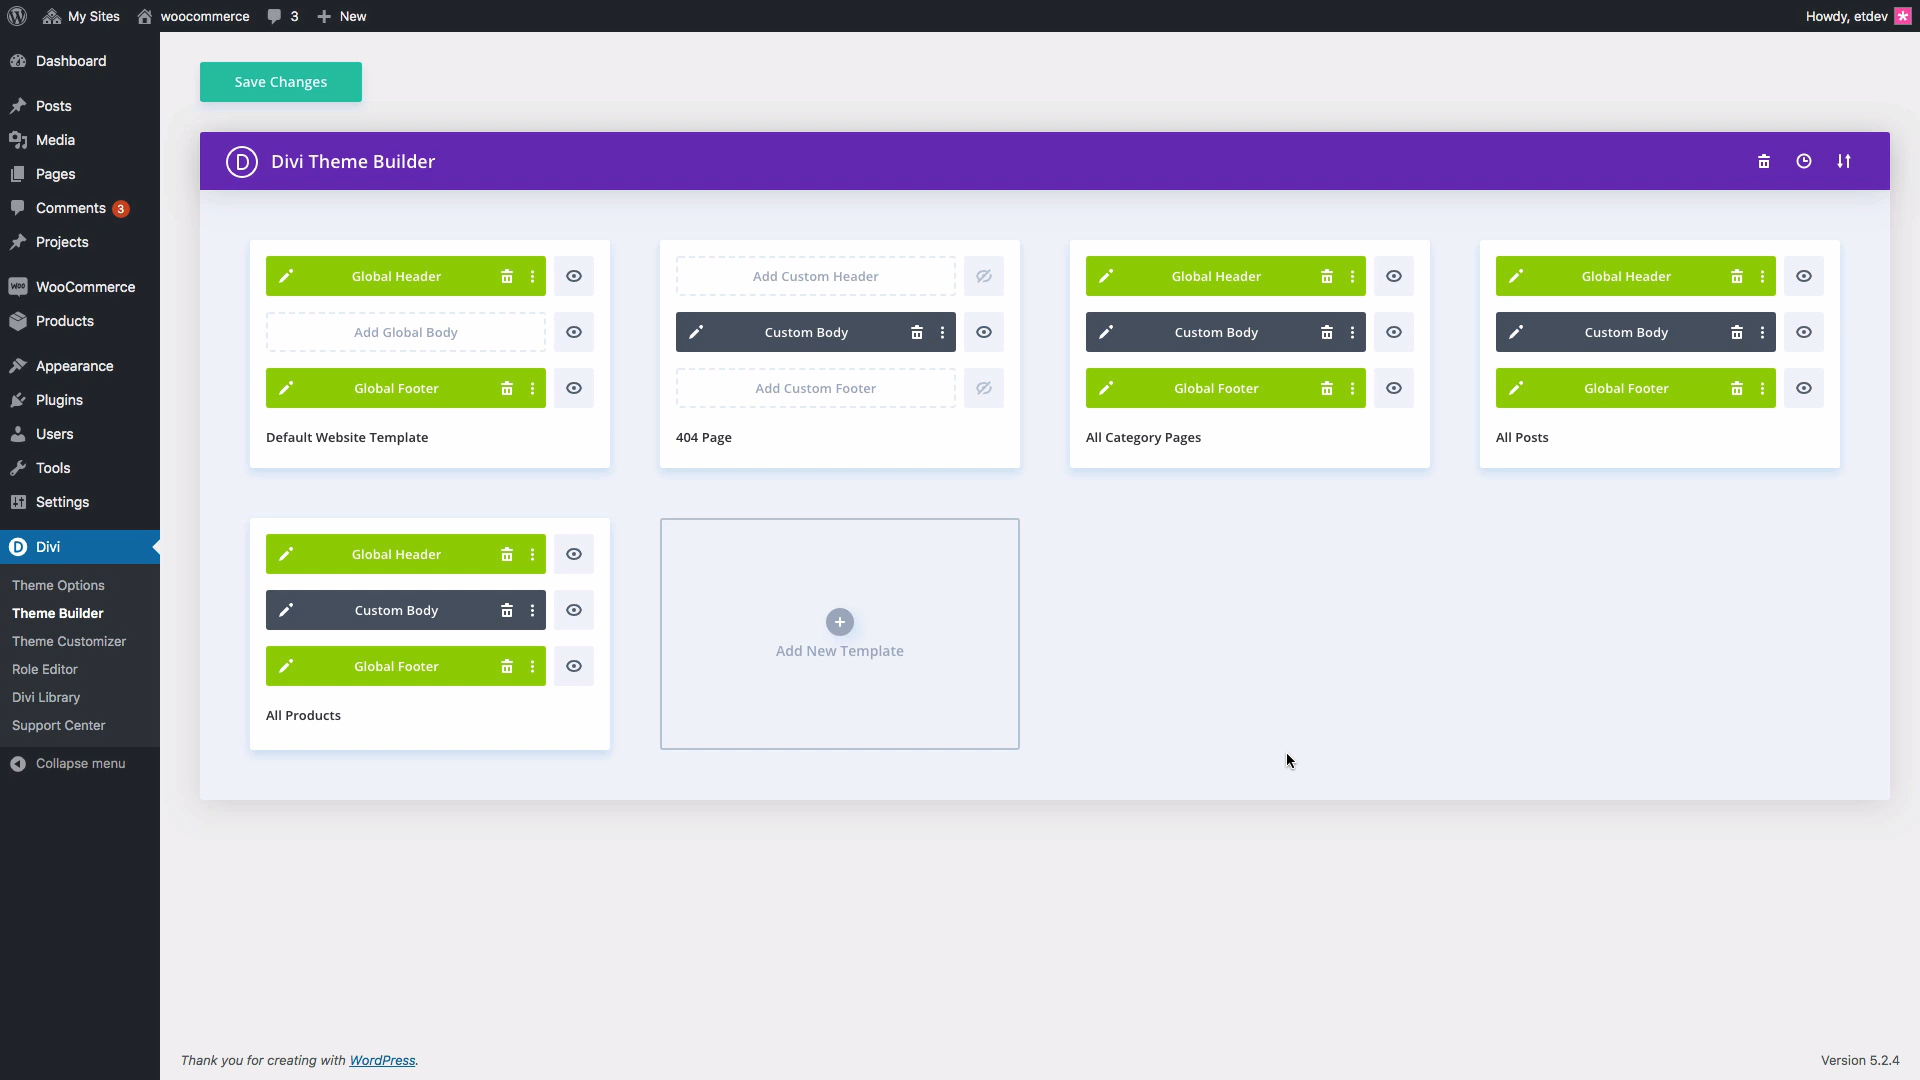 My Sites woocommerce 3 New Howdy, etdev
Dashboard
Posts
Media
Pages
Comments 3
Projects
WooCommerce
Products
Appearance
Plugins
Users
Tools
Settings
Divi
Theme Options
Theme Builder
Theme Customizer
Role Editor
Divi Library
Support Center
Collapse menu
Save Changes
D Divi Theme Builder
Global Header
Add Global Body
Global Footer
Default Website Template
Add Custom Header
Custom Body
Add Custom Footer
404 Page
Global Header
Custom Body
Global Footer
All Category Pages
Global Header
Custom Body
Global Footer
All Posts
Global Header
Custom Body
Global Footer
All Products
Add New Template
Thank you for creating with WordPress.
Version 5.2.4